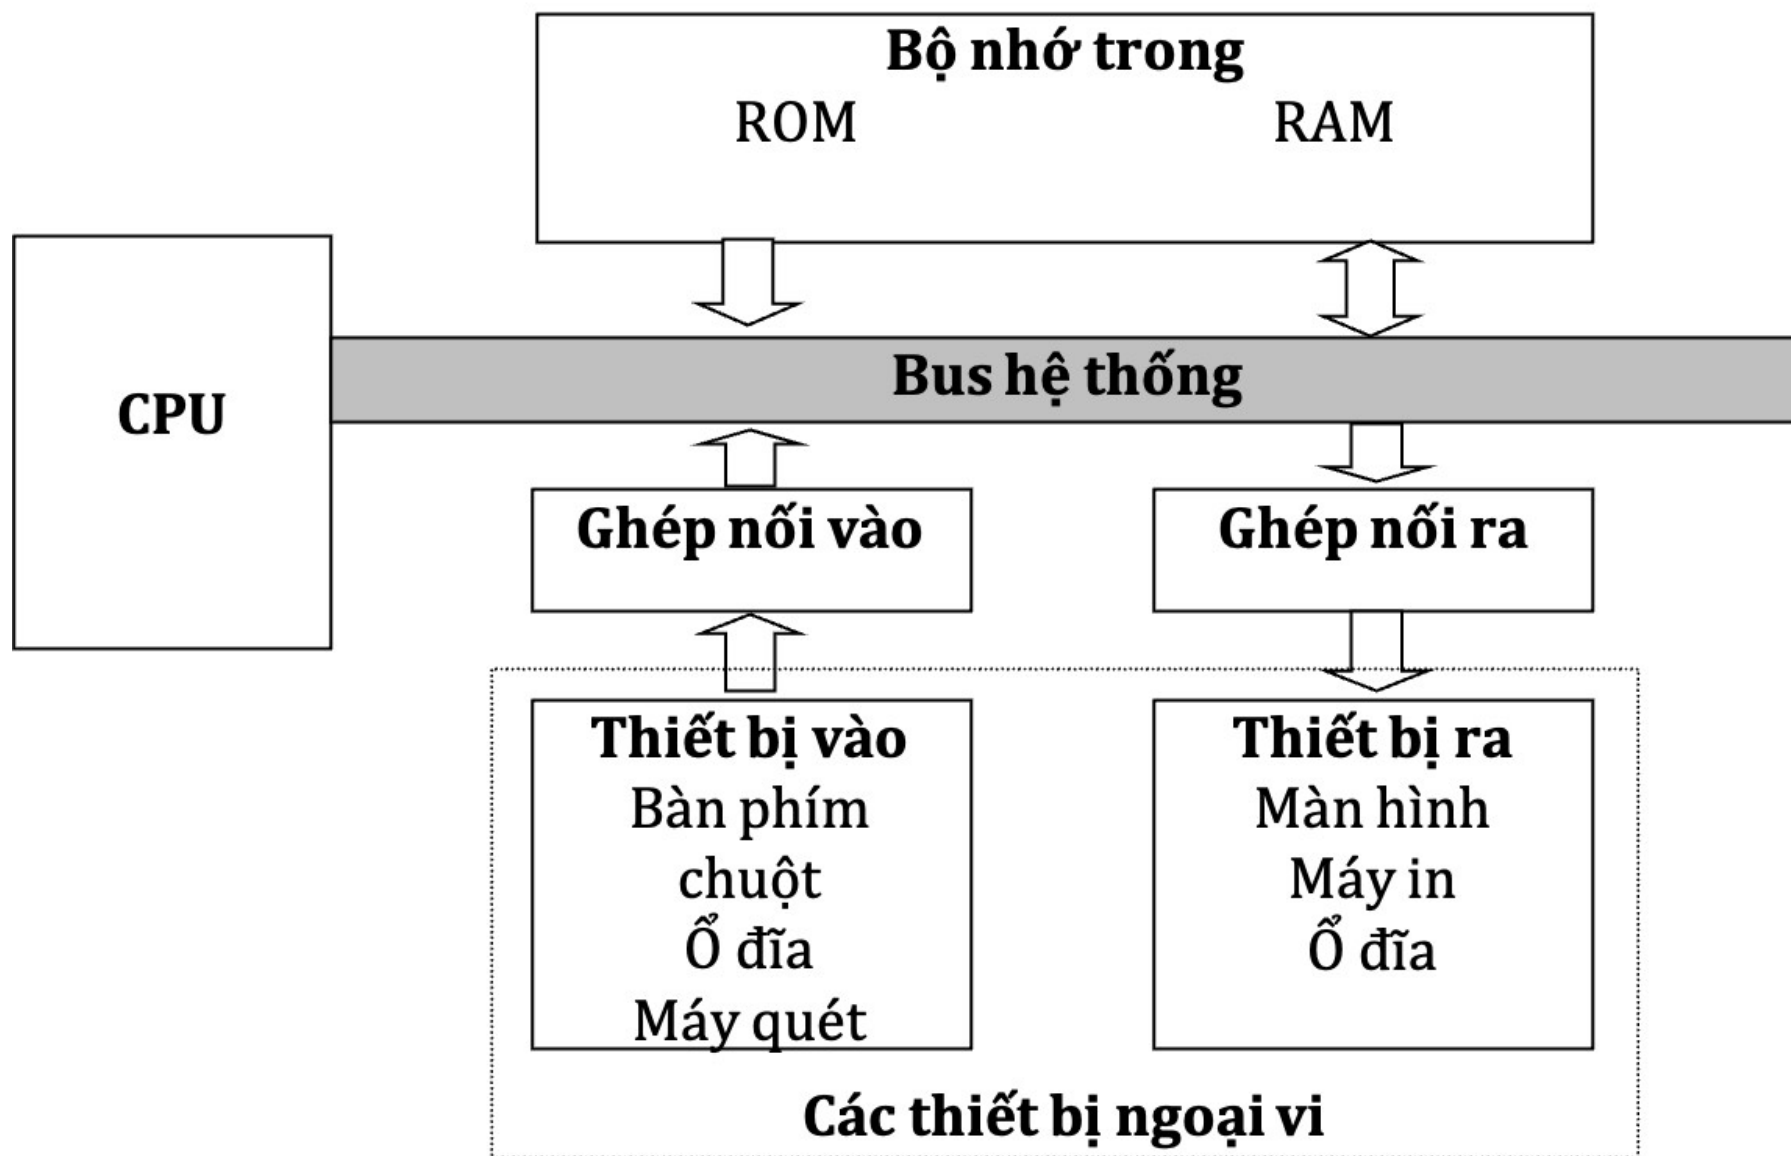 Bộ nhớ trong
ROM RAM
CPU
Bus hệ thống
Ghép nối vào
Ghép nối ra
Thiết bị vào
Bàn phím
chuột
Ổ đĩa
Máy quét
Thiết bị ra
Màn hình
Máy in
Ổ đĩa
Các thiết bị ngoại vi